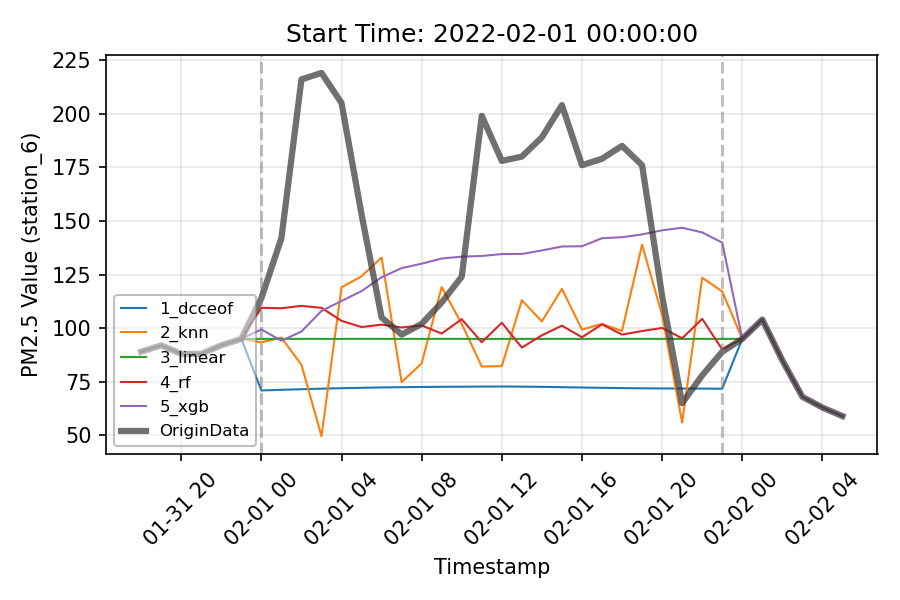 Start Time: 2022-02-01 00:00:00
PM2.5 Value (station_6)
225
200
175
150
125
100
75
50
1_dcceof
2_knn
3_linear
4_rf
5_xgb
OriginData
01-31 20
02-01 00
02-01 04
02-01 08
02-01 12
02-01 16
02-01 20
02-02 00
02-02 04
Timestamp